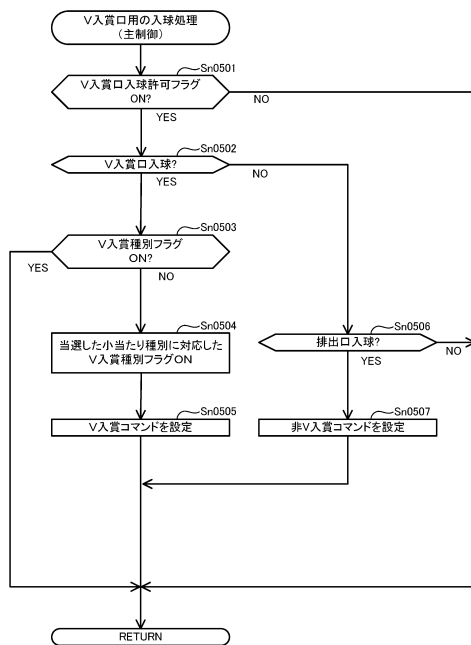 V入賞口用の入球処理
(主制御)
Sn0501
V入賞口入球許可フラグ
ON?
NO
YES
Sn0502
V入賞口入球?
NO
YES
Sn0503
V入賞種別フラグ
ON?
YES
NO
Sn0504
当選した小当たり種別に対応した
V入賞種別フラグON
Sn0506
排出口入球?
NO
YES
Sn0505
V入賞コマンドを設定
Sn0507
非V入賞コマンドを設定
RETURN